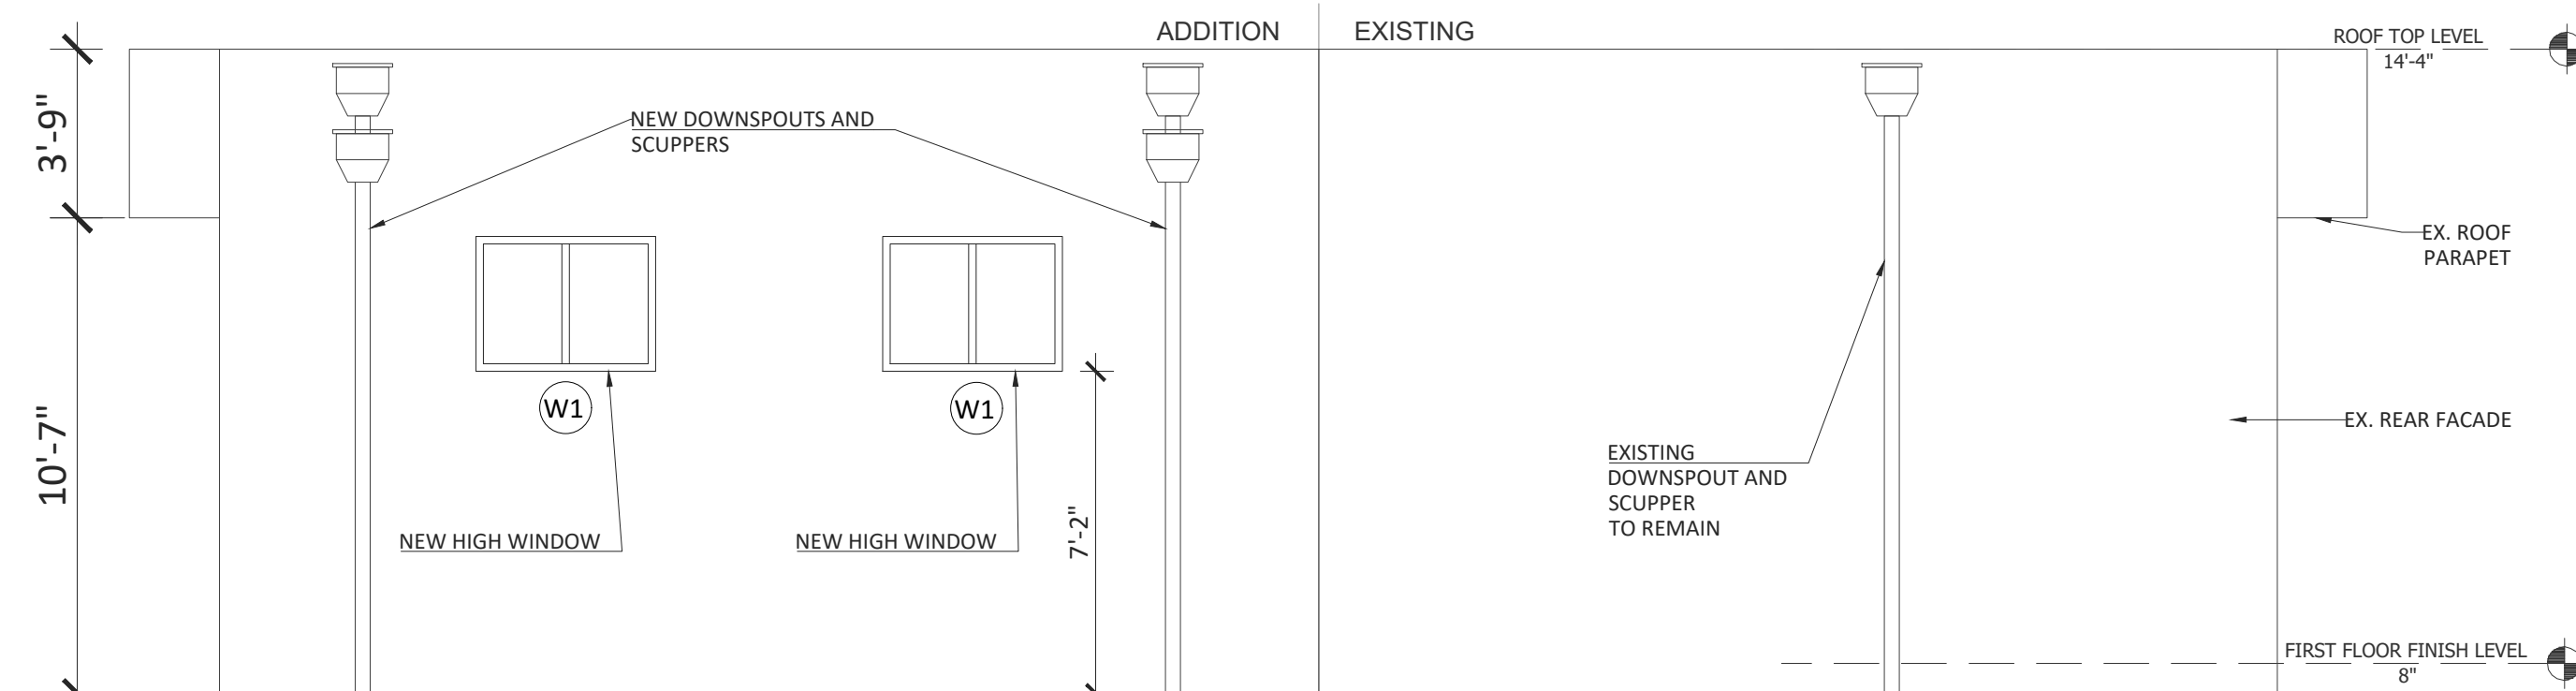 ADDITION
EXISTING
ROOF TOP LEVEL
14'-4"
3'-9"
NEW DOWNSPOUTS AND
SCUPPERS
EX. ROOF
PARAPET
W1
W1
10'-7"
EX. REAR FACADE
EXISTING
DOWNSPOUT AND
SCUPPER
TO REMAIN
NEW HIGH WINDOW
NEW HIGH WINDOW
7'-2"
FIRST FLOOR FINISH LEVEL
8"